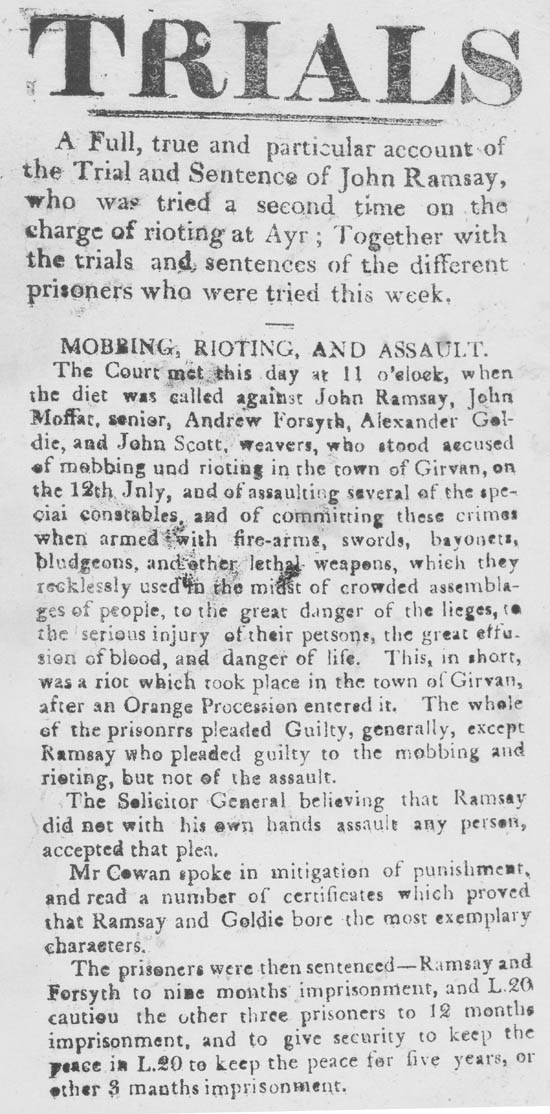 TRIALS
A Full, true and particular account of
the Trial and Sentence of John Ramsay,
who was tried a second time on the
charge of rioting at Ayr ; Together with
the trials and sentences of the different
prisoners who were tried this week.
MOBBING, RIOTING, AND ASSAULT.
The Court met this day at 11 o'clock, when
the diet was called against John Ramsay, John
Moffat, senior, Andrew Forsyth, Alexander Gol-
die, and John Scott, weavers, who stood accused
of mobbing und rioting in the town of Girvan, on
the 12th Jnly, and of assaulting several of the spe-
ciai constables, and of committing these crimes
when armed with fire-arms, swords, bayonets,
bludgeons, and other lethal weapons, which they
recklessly used in the midst of crowded assembla-
ges of people, to the great danger of the lieges, to
the serious injury of their petsons, the great effu-
sion of blood, and danger of life. This, in short,
was a riot which took place in the town of Girvan,
after an Orange Procession entered it. The whole
of the prisonrrs pleaded Guilty, generally, except
Ramsay who pleaded guilty to the mobbing and
rioting, but not of the assault.
The Solicitor General believing that Ramsay
did not with his own hands assault any person,
accepted that plea.
Mr Cowan spoke in mitigation of punishment,
and read a number of certificates which proved
that Ramsay and Goldie bore the most exemplary
characters.
The prisoners were then sentenced—Ramsay and
Forsyth to nine months imprisonment, and L.20
cautiou the other three prisoners to 12 months
imprisonment, and to give security to keep the
peace in L.20 to keep the peace for five years, or
other 3 manths imprisonment.